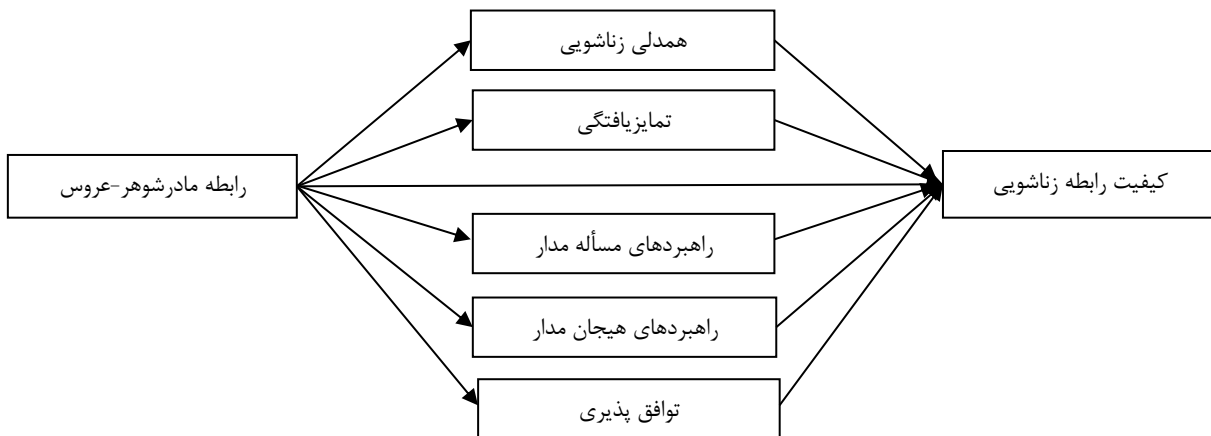 همدلی زناشویی
تمایزیافتگی
رابطه مادرشوهر-عروس
کیفیت رابطه زناشویی
راهبردهای مسأله مدار
راهبردهای هیجان مدار
توافق پذیری